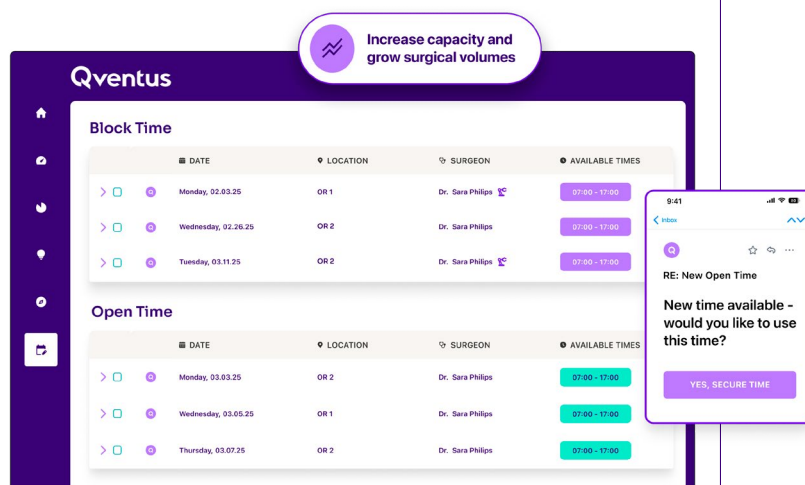 Increase capacity and
grow surgical volumes
Qventus
Block Time
DATE LOCATION SURGEON AVAILABLE TIMES
Monday, 02.03.25 OR 1 Dr. Sara Philips 07:00 - 17:00
Wednesday, 02.26.25 OR 2 Dr. Sara Philips 07:00 - 17:00
Tuesday, 03.11.25 OR 2 Dr. Sara Philips 07:00 - 17:00
Open Time
DATE LOCATION SURGEON AVAILABLE TIMES
Monday, 03.03.25 OR 2 Dr. Sara Philips 07:00 - 17:00
Wednesday, 03.05.25 OR 1 Dr. Sara Philips 07:00 - 17:00
Thursday, 03.07.25 OR 2 Dr. Sara Philips 07:00 - 17:00
9:41
Inbox
Q
RE: New Open Time
New time available -
would you like to use
this time?
YES, SECURE TIME